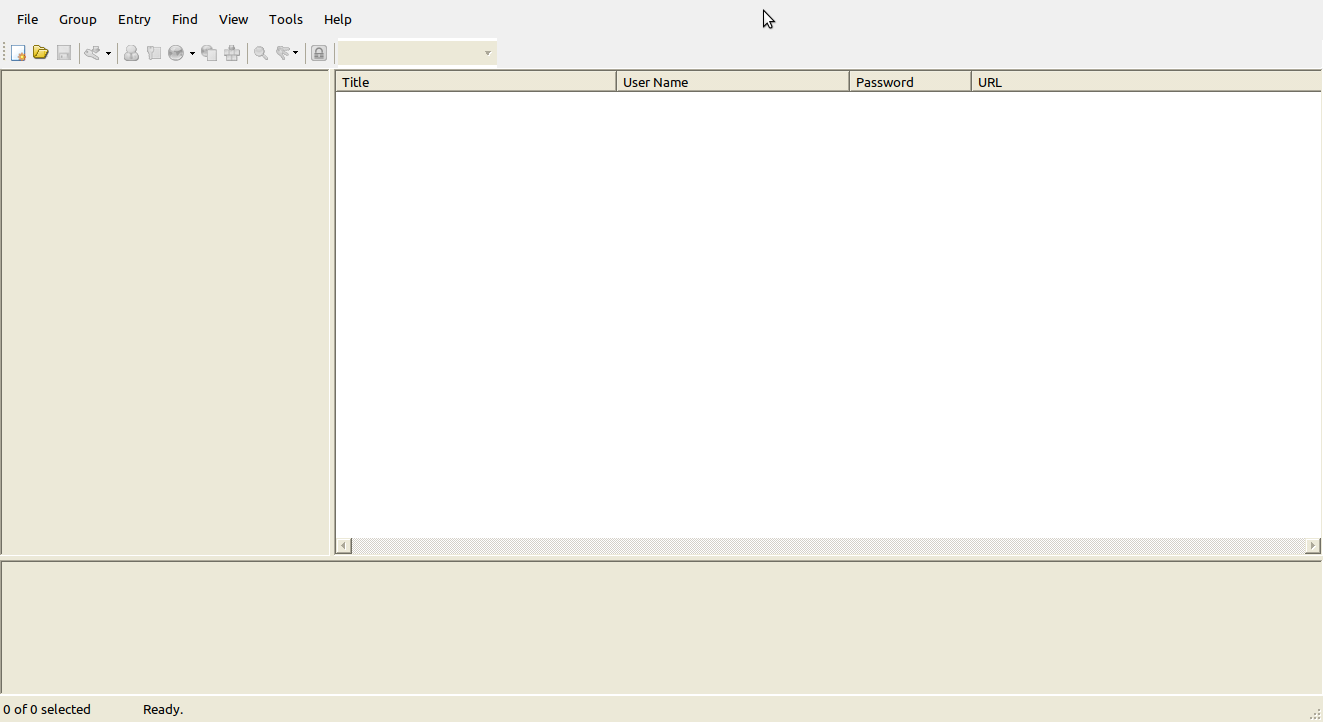 File Group Entry Find View Tools Help
Title User Name Password URL
0 of 0 selected Ready.